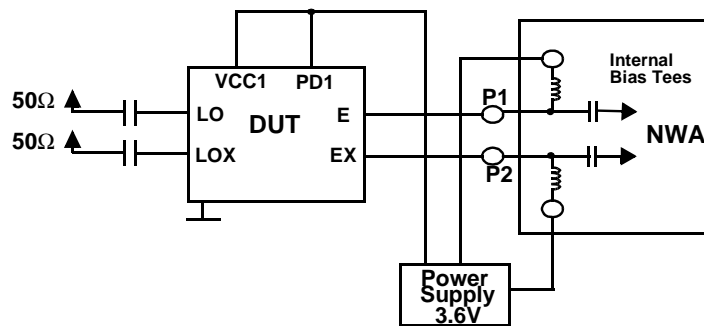 VCC1 PD1
50Ω
LO
E
50Ω
LOX
DUT
EX
P1
P2
Internal
Bias Tees
NWA
Power
Supply
3.6V